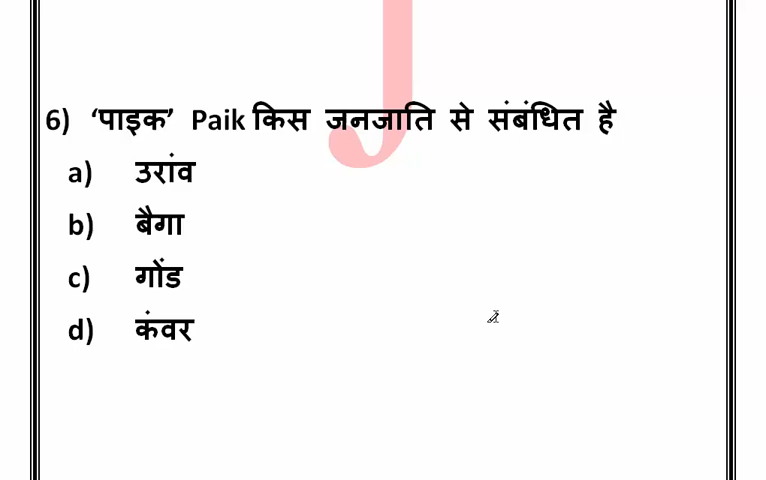 6) ‘पाइक’ Paik किस जनजाति से संबंधित है
a) उरांव
b) बैगा
c) गोंड
d) कंवर